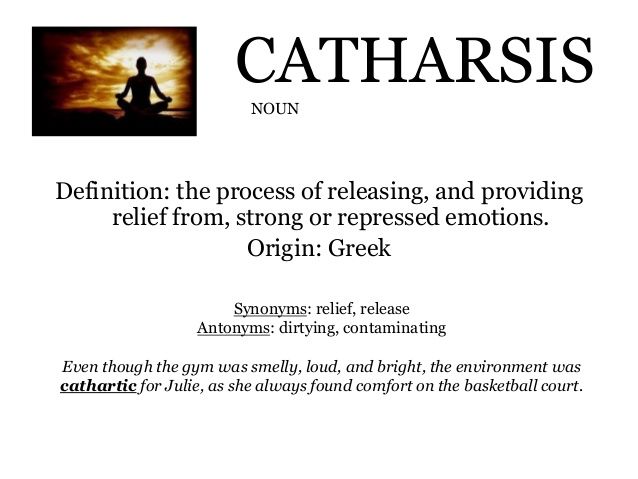 CATHARSIS
NOUN
Definition: the process of releasing, and providing
relief from, strong or repressed emotions.
Origin: Greek
Synonyms: relief, release
Antonyms: dirtying, contaminating
Even though the gym was smelly, loud, and bright, the environment was
cathartic for Julie, as she always found comfort on the basketball court.